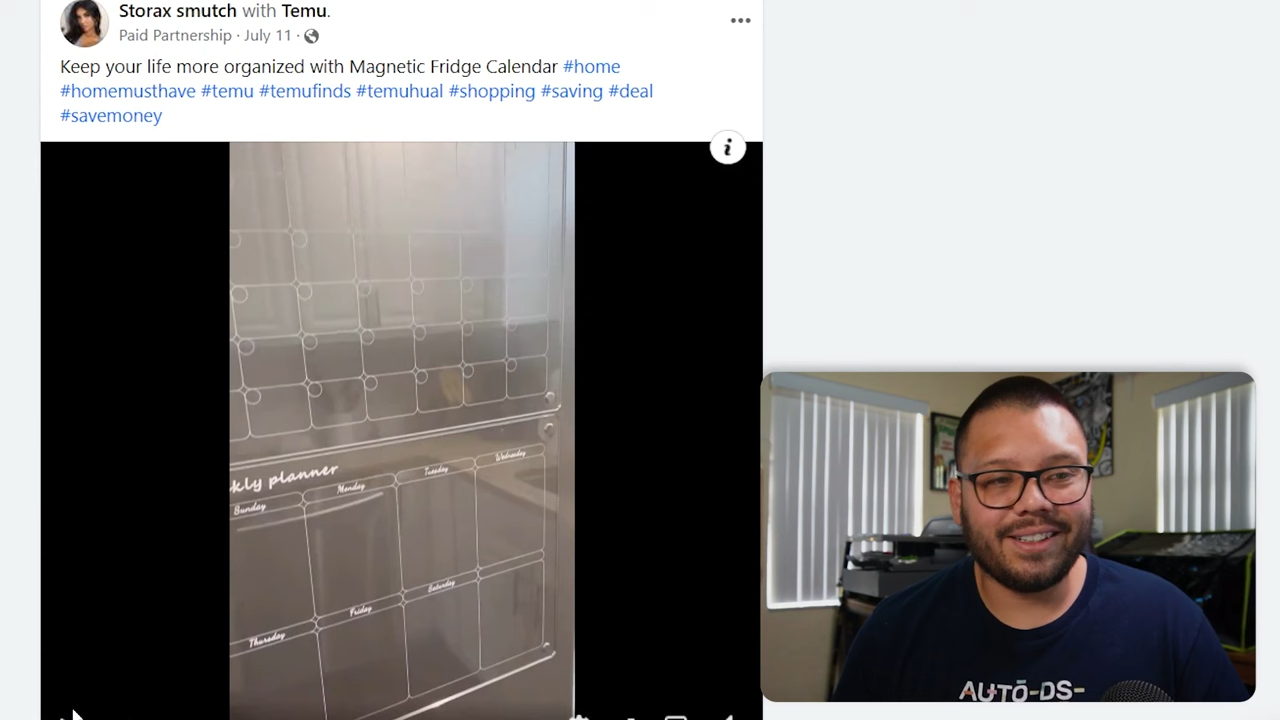 Storax smutch with Temu.
Paid Partnership · July 11 ·
Keep your life more organized with Magnetic Fridge Calendar #home
#homemusthave #temu #temufinds #temuhual #shopping #saving #deal
#savemoney
i
kly planner
Sunday Monday Tuesday Wednesday
Thursday Friday Saturday
AUTO-DS-